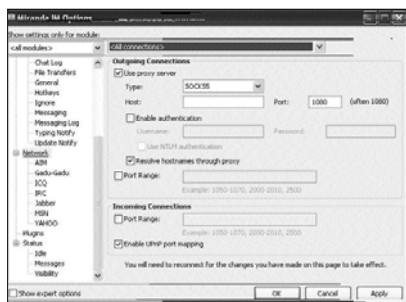 Miranda IM Options
Show settings only for module:
<all modules>
<All connections>
Chat Log
File Transfers
General
Hotkeys
Ignore
Messaging
Messaging Log
Typing Notify
Update Notify
Network
AIM
Gadu-Gadu
ICQ
IRC
Jabber
MSN
YAHOO
Plugins
Status
Idle
Messages
Visibility
Outgoing Connections
Use proxy server
Type: SOCKS5
Host: Port: 1080 (often 1080)
Enable authentication
Username: Password:
Use NTLM authentication
Resolve hostnames through proxy
Port Range:
Example: 1050-1070, 2000-2010, 2500
Incoming Connections
Port Range:
Example: 1050-1070, 2000-2010, 2500
Enable UPnP port mapping
You will need to reconnect for the changes you have made on this page to take effect.
Show expert options
OK Cancel Apply